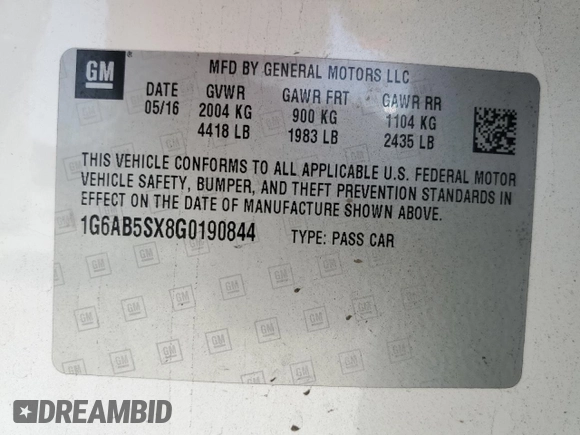 GM
MFD BY GENERAL MOTORS LLC
DATE GVWR GAWR FRT GAWR RR
05/16 2004 KG 900 KG 1104 KG
4418 LB 1983 LB 2435 LB
THIS VEHICLE CONFORMS TO ALL APPLICABLE U.S. FEDERAL MOTOR
VEHICLE SAFETY, BUMPER, AND THEFT PREVENTION STANDARDS IN
EFFECT ON THE DATE OF MANUFACTURE SHOWN ABOVE.
1G6AB5SX8G0190844 TYPE: PASS CAR
DREAMBID